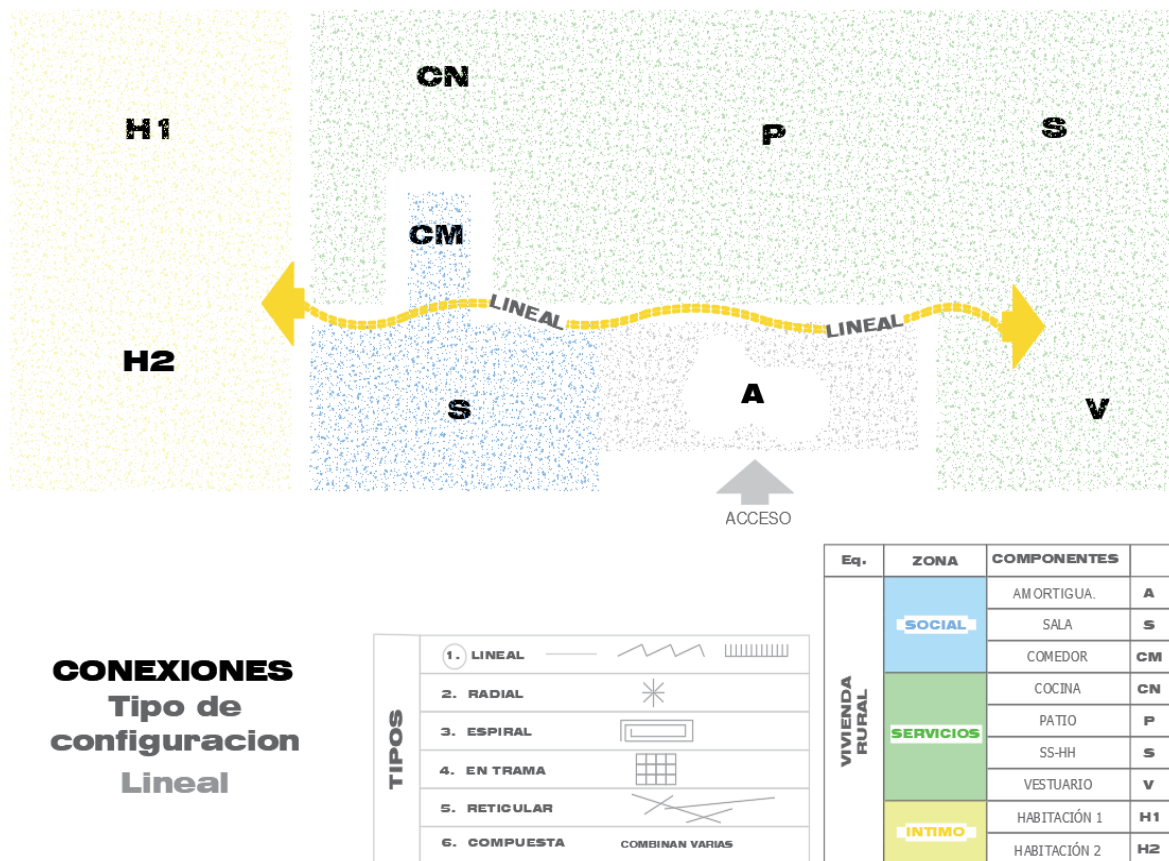 CN
H1
P
S
CM
LINEAL
LINEAL
H2
A
S
V
ACCESO
CONEXIONES
Tipo de
configuracion
Lineal
TIPOS
1. LINEAL
2. RADIAL
3. ESPIRAL
4. EN TRAMA
5. RETICULAR
6. COMPUESTA COMBINAN VARIAS
Eq. ZONA COMPONENTES
VIVIENDA
RURAL
SOCIAL
AMORTIGUA. A
SALA S
COMEDOR CM
SERVICIOS
COCINA CN
PATIO P
SS-HH S
VESTUARIO V
INTIMO
HABITACIÓN 1 H1
HABITACIÓN 2 H2